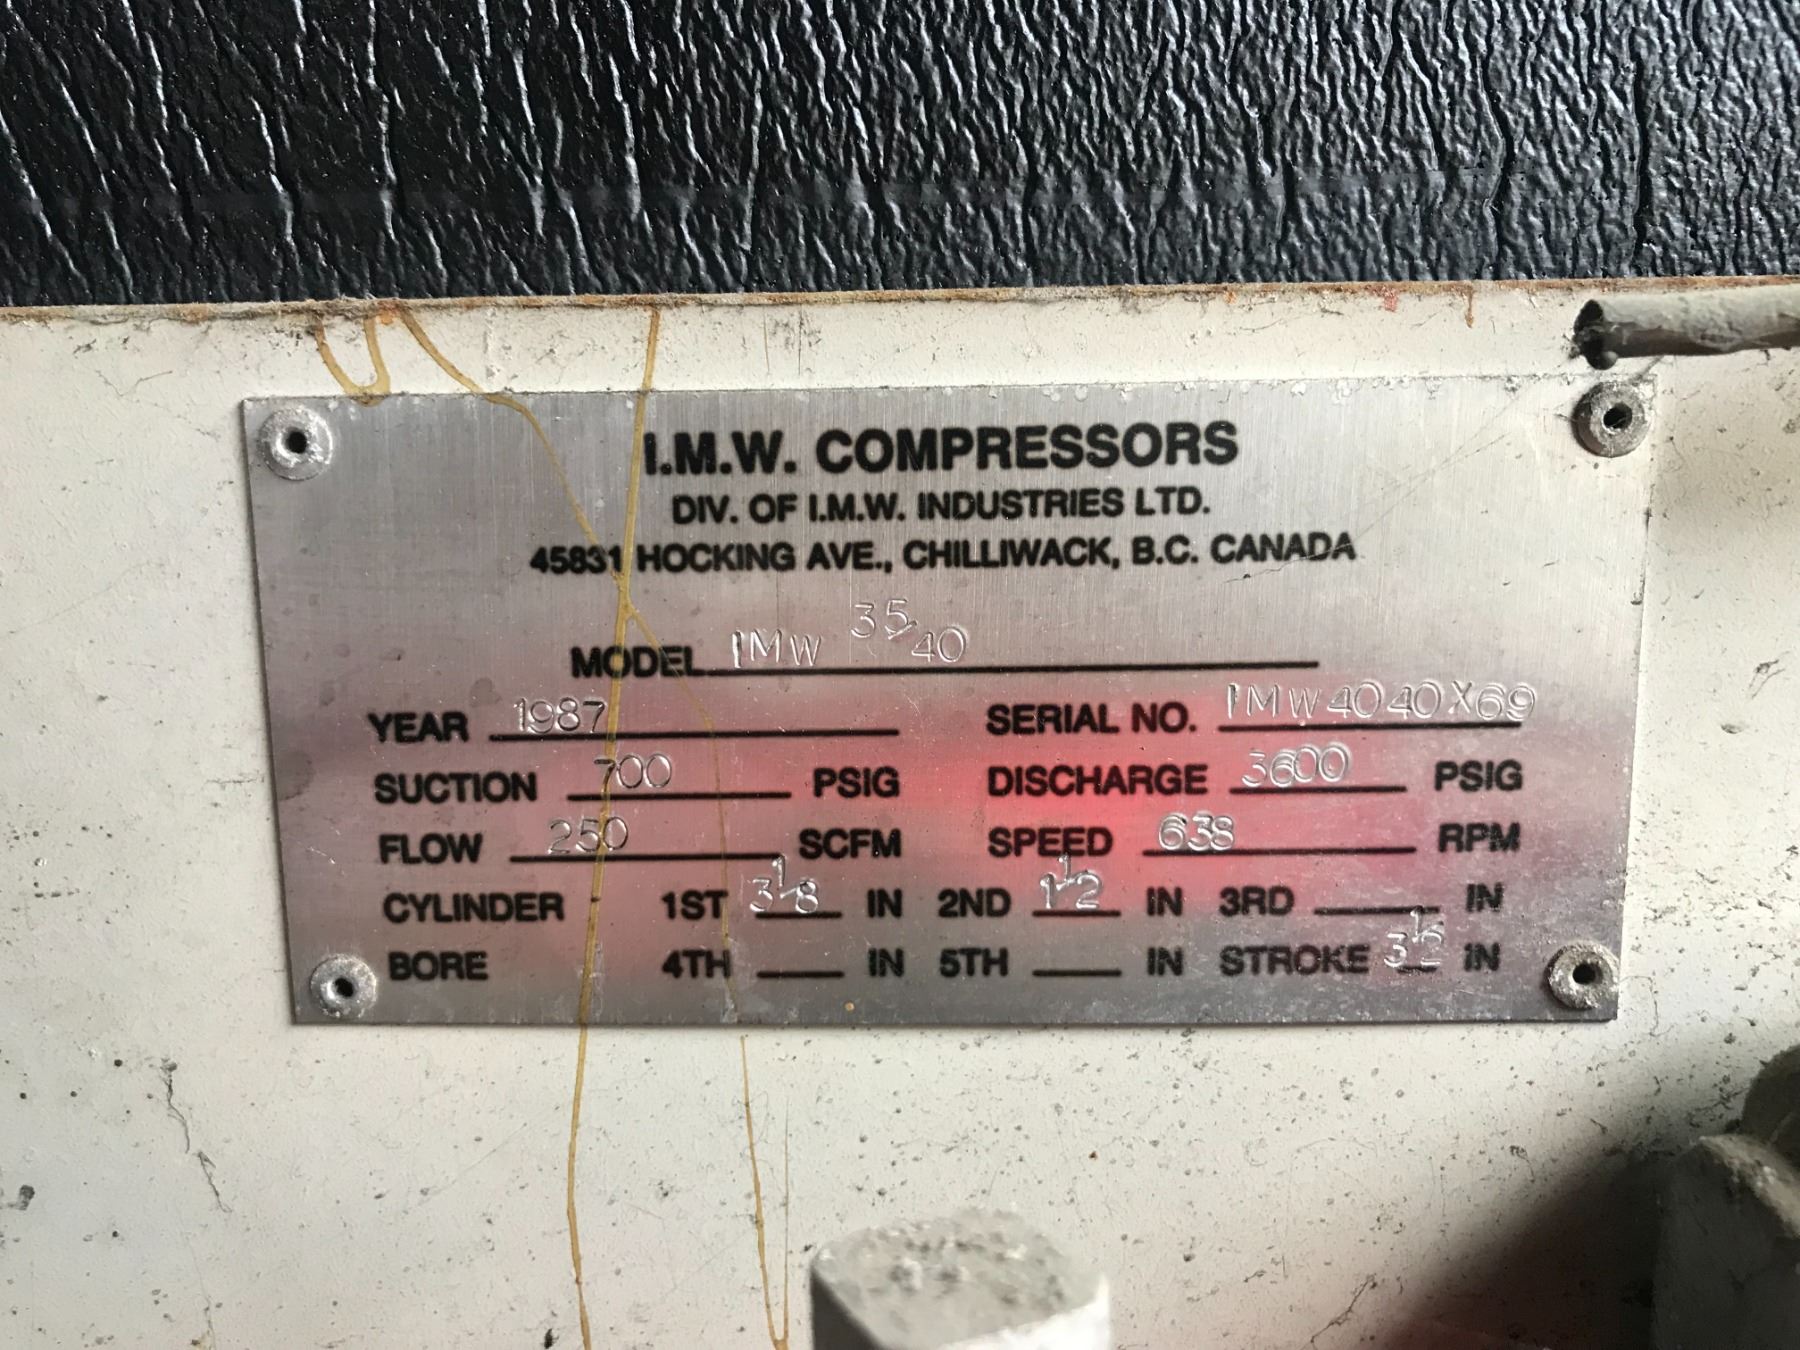 I.M.W. COMPRESSORS
DIV. OF I.M.W. INDUSTRIES LTD.
45831 HOCKING AVE., CHILLIWACK, B.C. CANADA
MODEL IMW 35/40
YEAR 1987 SERIAL NO. IMW4040X69
SUCTION 700 PSIG DISCHARGE 3600 PSIG
FLOW 250 SCFM SPEED 638 RPM
CYLINDER 1ST 3 1/8 IN 2ND 1 1/2 IN 3RD IN
BORE 4TH IN 5TH IN STROKE 3 1/2 IN